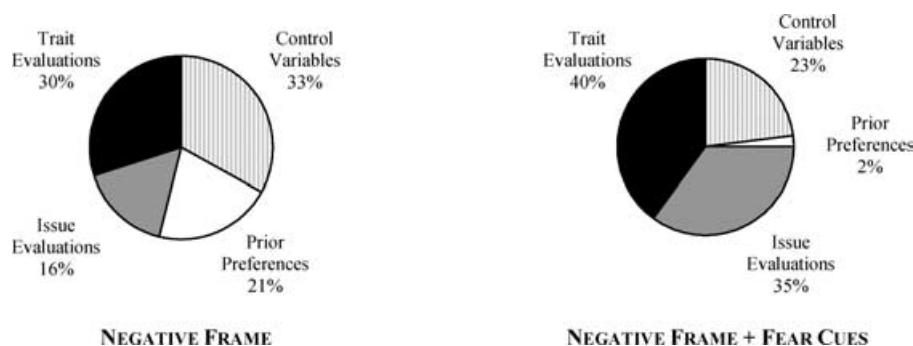 Trait
Evaluations
30%
Control
Variables
33%
Issue
Evaluations
16%
Prior
Preferences
21%
NEGATIVE FRAME
Trait
Evaluations
40%
Control
Variables
23%
Prior
Preferences
2%
Issue
Evaluations
35%
NEGATIVE FRAME + FEAR CUES